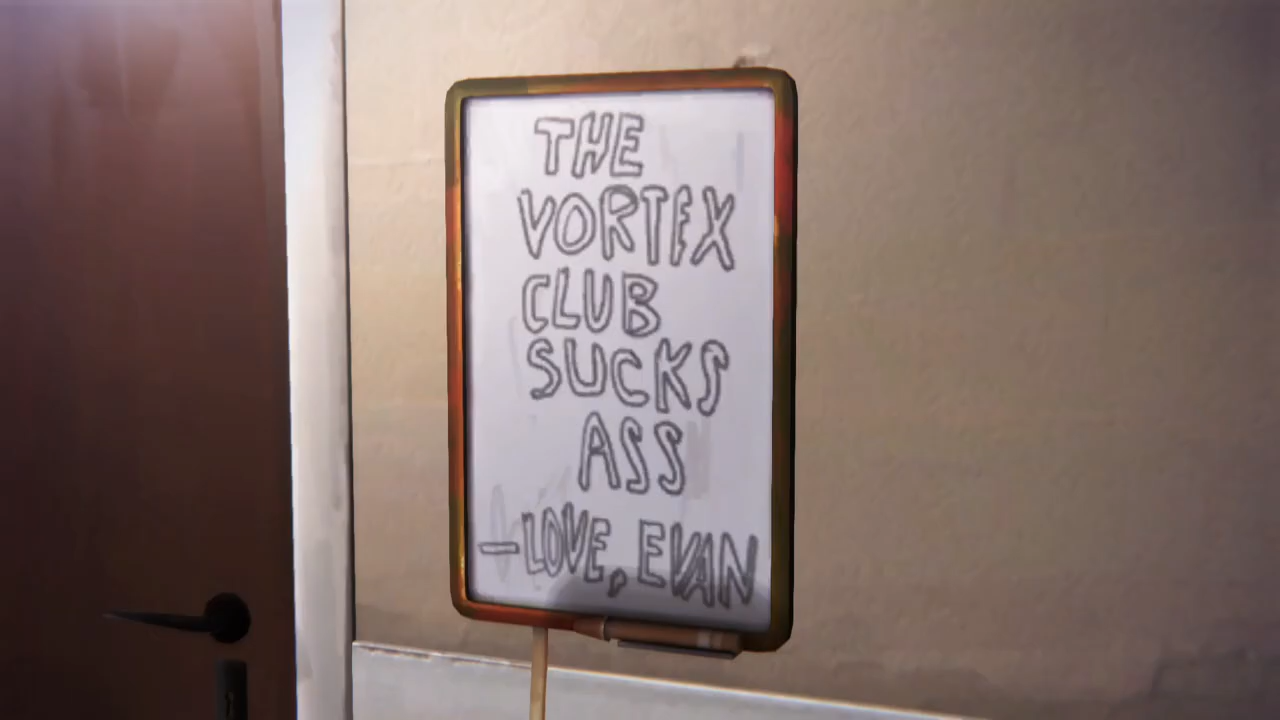 THE
VORTEX
CLUB
SUCKS
ASS
—LOVE, EVAN